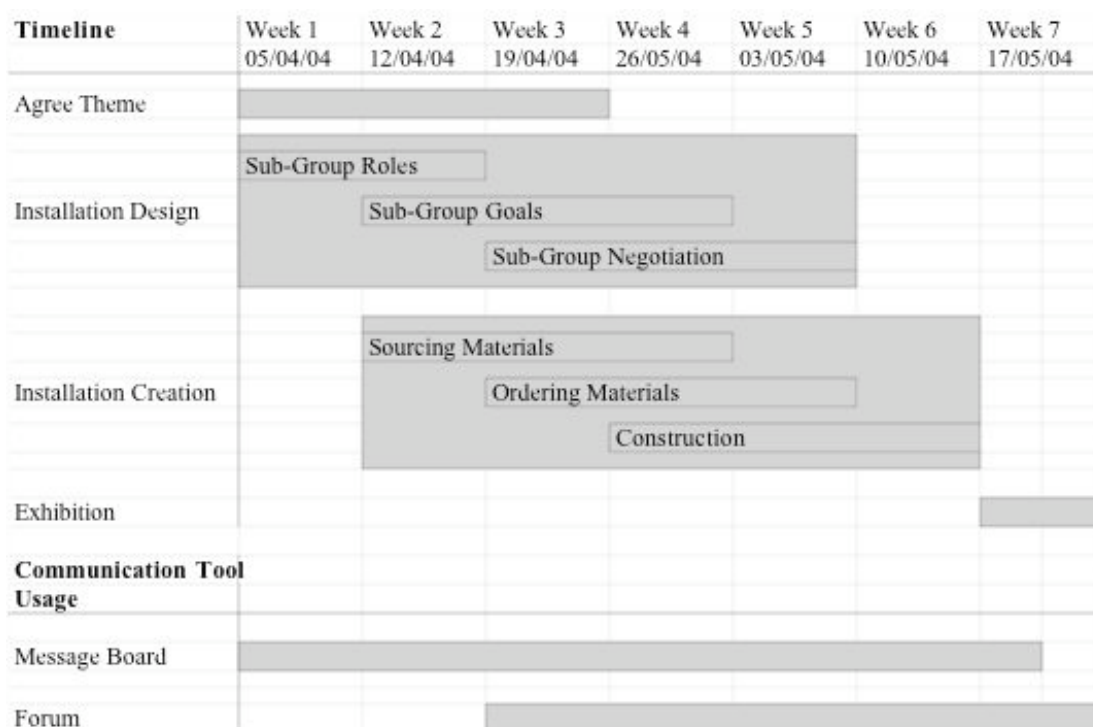 Timeline Week 1 Week 2 Week 3 Week 4 Week 5 Week 6 Week 7
05/04/04 12/04/04 19/04/04 26/05/04 03/05/04 10/05/04 17/05/04
Agree Theme
Sub-Group Roles
Installation Design Sub-Group Goals
Sub-Group Negotiation
Sourcing Materials
Installation Creation Ordering Materials
Construction
Exhibition
Communication Tool
Usage
Message Board
Forum